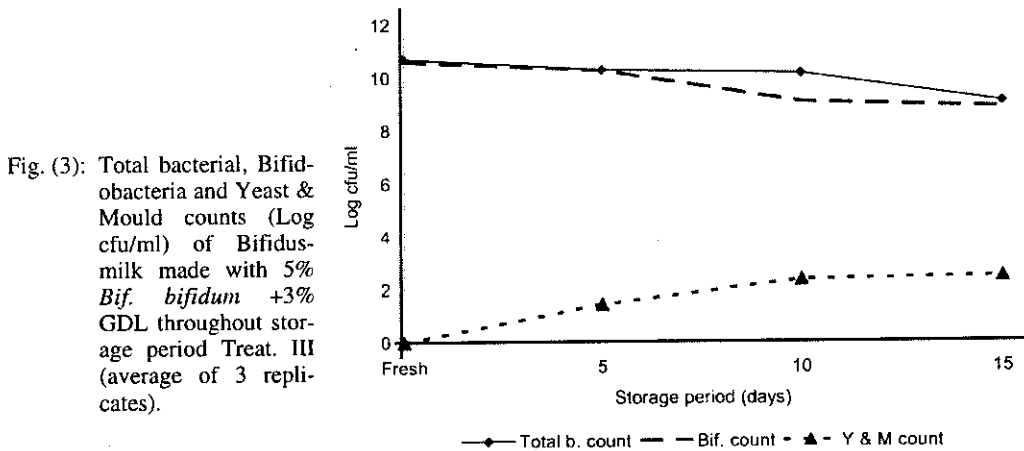 Fig. (3): Total bacterial, Bifid-
obacteria and Yeast &
Mould counts (Log
cfu/ml) of Bifidus-
milk made with 5%
Bif. bifidum +3%
GDL throughout stor-
age period Treat. III
(average of 3 repli-
cates).
Log cfu/ml
12
10
8
6
4
2
0
Fresh 5 10 15
Storage period (days)
Total b. count Bif. count Y & M count